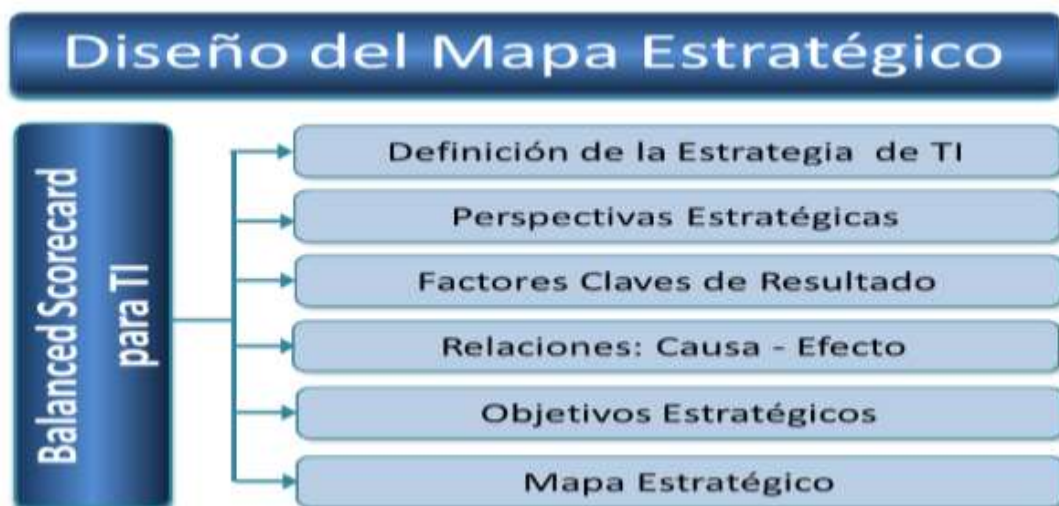 Diseño del Mapa Estratégico
Balanced Scorecard
para TI
Definición de la Estrategia de TI
Perspectivas Estratégicas
Factores Claves de Resultado
Relaciones: Causa - Efecto
Objetivos Estratégicos
Mapa Estratégico